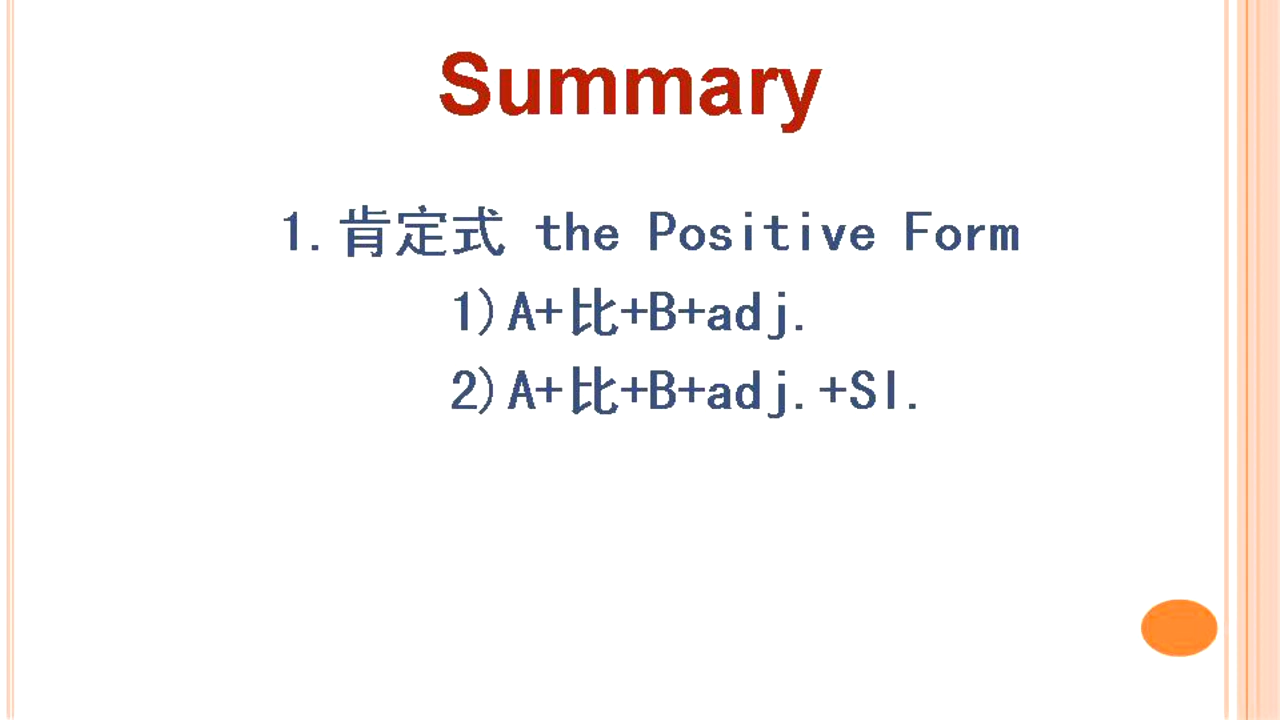 Summary
1.肯定式 the Positive Form
1)A+比+B+adj.
2)A+比+B+adj.+SI.